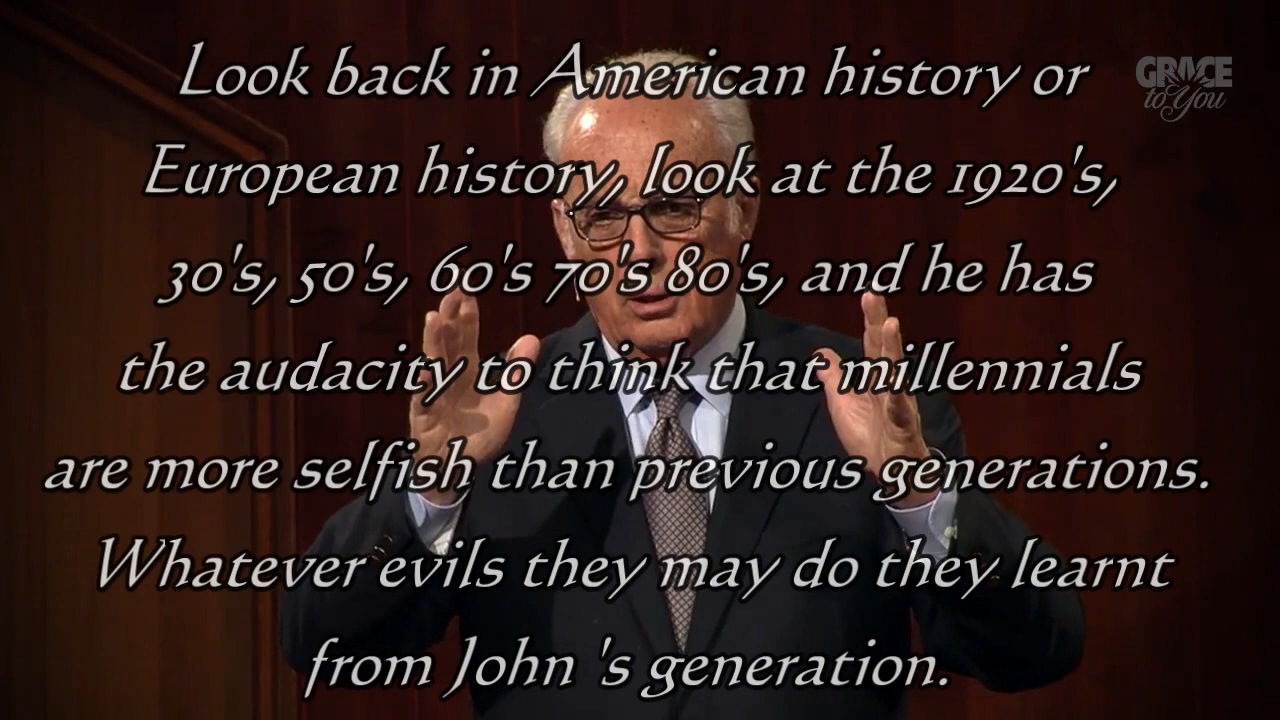 Look back in American history or
GRACE
to You
European history, look at the 1920's,
30's, 50's, 60's 70's 80's, and he has
the audacity to think that millennials
are more selfish than previous generations.
Whatever evils they may do they learnt
from John 's generation.